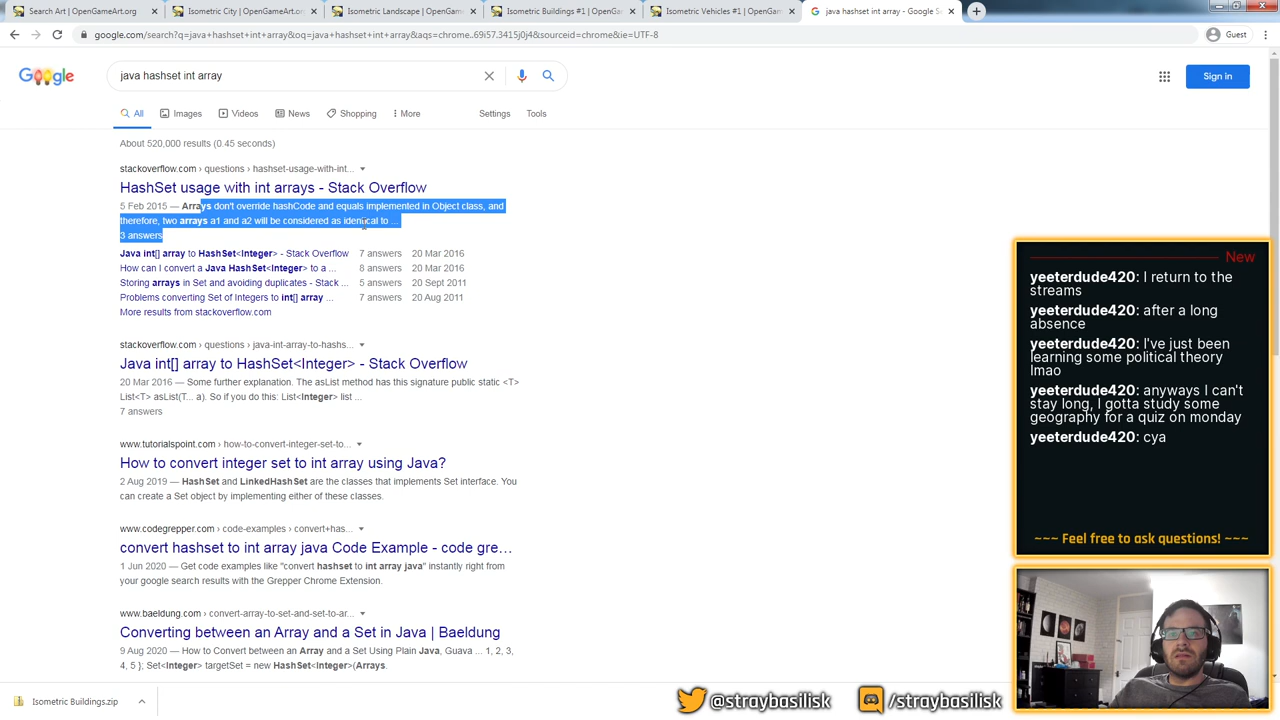 Search Art | OpenGameArt.org
Isometric City | OpenGameArt.or
Isometric Landscape | OpenGam
Isometric Buildings #1 | OpenGa
Isometric Vehicles #1 | OpenGan
java hashset int array - Google S
google.com/search?q=java+hashset+int+array&oq=java+hashset+int+array&aqs=chrome..69i57.3415j0j4&sourceid=chrome&ie=UTF-8
Guest
java hashset int array
Sign in
All
Images
Videos
News
Shopping
More
Settings
Tools
About 520,000 results (0.45 seconds)
stackoverflow.com › questions › hashset-usage-with-int...
HashSet usage with int arrays - Stack Overflow
5 Feb 2015 — Arrays don't override hashCode and equals implemented in Object class, and
therefore, two arrays a1 and a2 will be considered as identical to ...
3 answers
Java int[] array to HashSet<Integer> - Stack Overflow 7 answers 20 Mar 2016
How can I convert a Java HashSet<Integer> to a ... 8 answers 20 Mar 2016
Storing arrays in Set and avoiding duplicates - Stack ... 5 answers 20 Sept 2011
Problems converting Set of Integers to int[] array ... 7 answers 20 Aug 2011
More results from stackoverflow.com
stackoverflow.com › questions › java-int-array-to-hashs...
Java int[] array to HashSet<Integer> - Stack Overflow
20 Mar 2016 — Some further explanation. The asList method has this signature public static <T>
List<T> asList(T... a). So if you do this: List<Integer> list ...
7 answers
www.tutorialspoint.com › how-to-convert-integer-set-to...
How to convert integer set to int array using Java?
2 Aug 2019 — HashSet and LinkedHashSet are the classes that implements Set interface. You
can create a Set object by implementing either of these classes.
www.codegrepper.com › code-examples › convert+has...
convert hashset to int array java Code Example - code gre...
1 Jun 2020 — Get code examples like "convert hashset to int array java" instantly right from
your google search results with the Grepper Chrome Extension.
www.baeldung.com › convert-array-to-set-and-set-to-ar...
Converting between an Array and a Set in Java | Baeldung
9 Aug 2020 — How to Convert between an Array and a Set Using Plain Java, Guava ... 1, 2, 3,
4, 5 }; Set<Integer> targetSet = new HashSet<Integer>(Arrays.
Isometric Buildings.zip
New
yeeterdude420: I return to the
streams
yeeterdude420: after a long
absence
yeeterdude420: I've just been
learning some political theory
lmao
yeeterdude420: anyways I can't
stay long, I gotta study some
geography for a quiz on monday
yeeterdude420: cya
~~~ Feel free to ask questions! ~~~
@straybasilisk
/straybasilisk